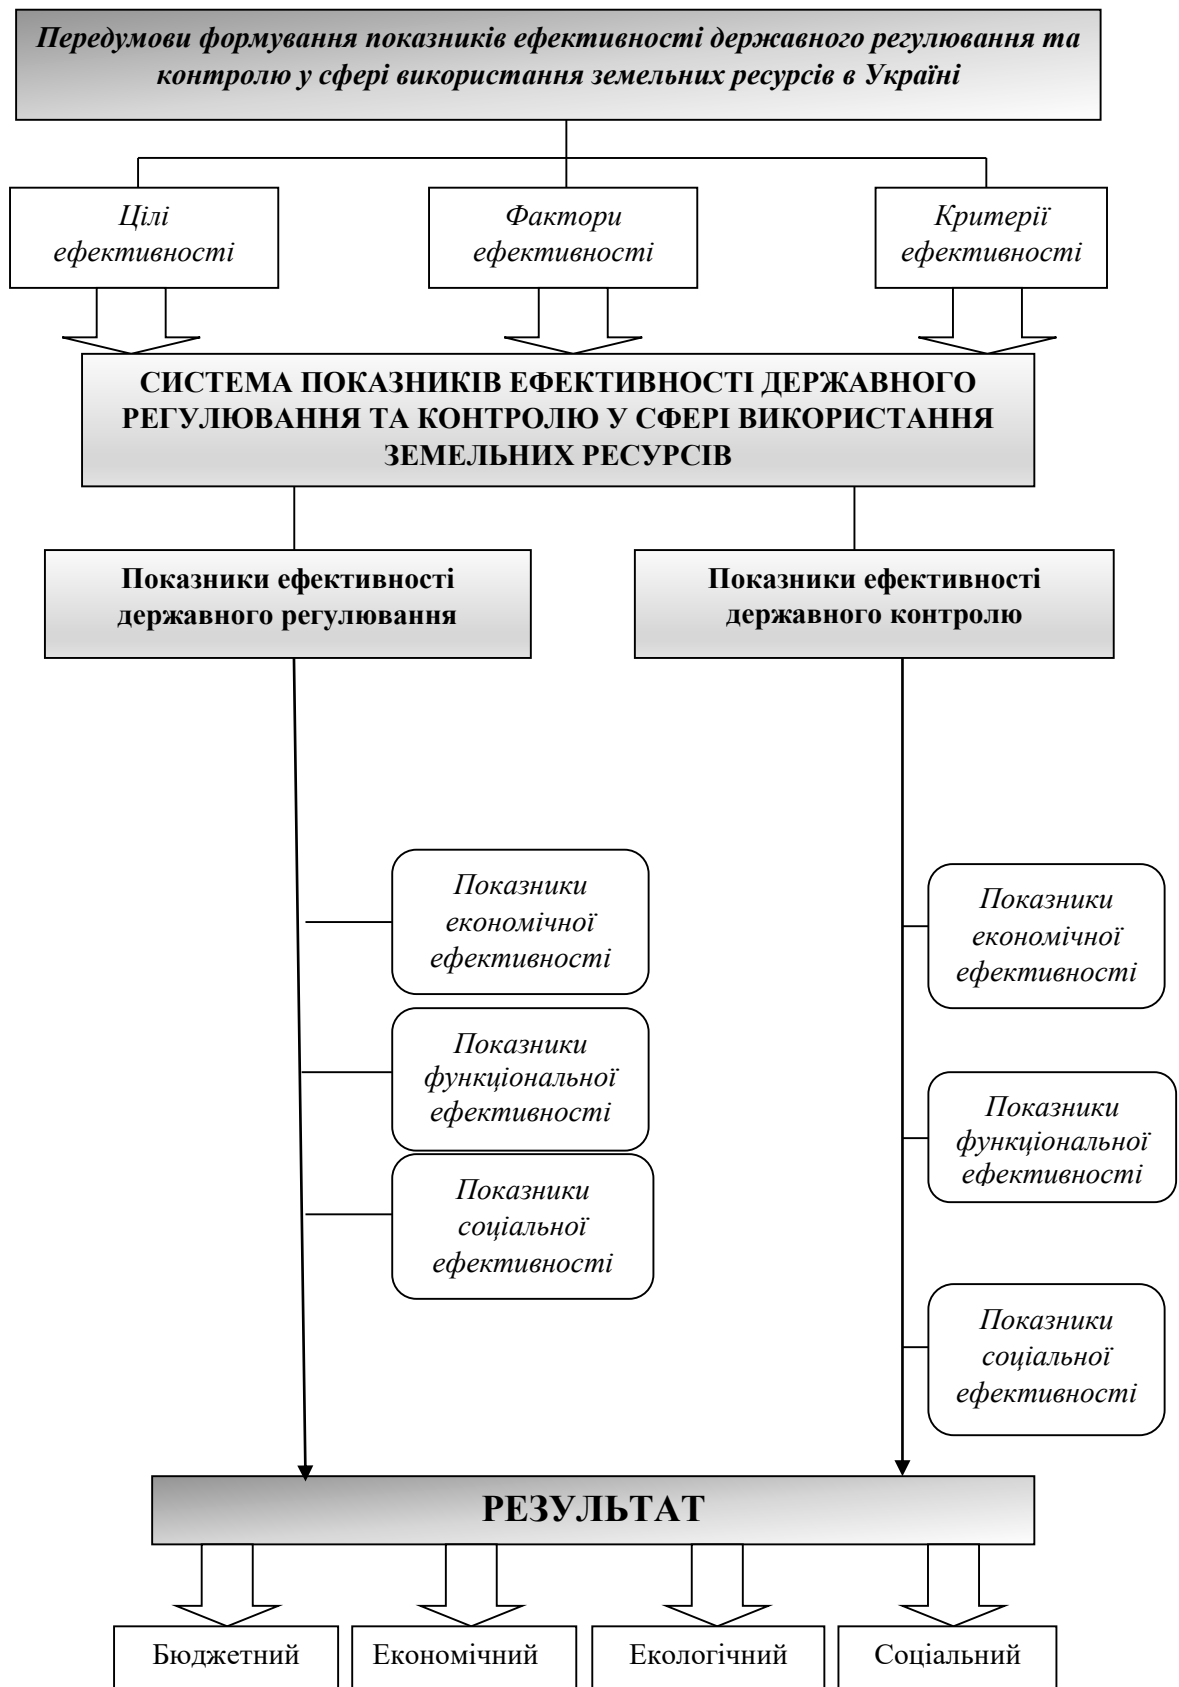 Передумови формування показників ефективності державного регулювання та
контролю у сфері використання земельних ресурсів в Україні
Цілі
ефективності
Фактори
ефективності
Критерії
ефективності
СИСТЕМА ПОКАЗНИКІВ ЕФЕКТИВНОСТІ ДЕРЖАВНОГО
РЕГУЛЮВАННЯ ТА КОНТРОЛЮ У СФЕРІ ВИКОРИСТАННЯ
ЗЕМЕЛЬНИХ РЕСУРСІВ
Показники ефективності
державного регулювання
Показники ефективності
державного контролю
Показники
економічної
ефективності
Показники
функціональної
ефективності
Показники
соціальної
ефективності
Показники
економічної
ефективності
Показники
функціональної
ефективності
Показники
соціальної
ефективності
РЕЗУЛЬТАТ
Бюджетний
Економічний
Екологічний
Соціальний